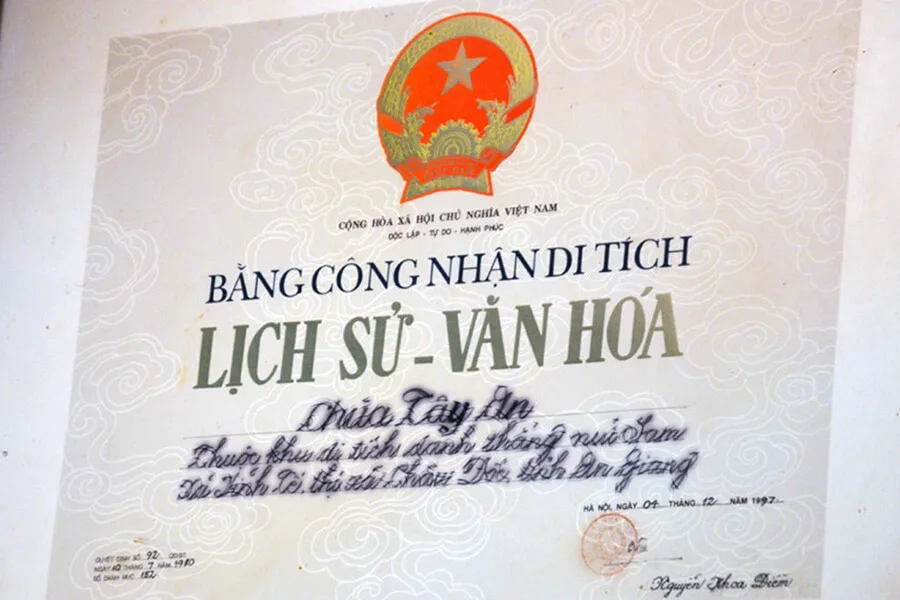 CỘNG HÒA XÃ HỘI CHỦ NGHĨA VIỆT NAM
ĐỘC LẬP - TỰ DO - HẠNH PHÚC
BẰNG CÔNG NHẬN DI TÍCH
LỊCH SỬ - VĂN HÓA
Chùa Tây An
Thuộc khu di tích danh thắng núi Sam
Xã Vĩnh Tế, thị xã Châu Đốc, tỉnh An Giang
HÀ NỘI, NGÀY 04 THÁNG 12 NĂM 1997
QUYẾT ĐỊNH SỐ 92 QĐ/BT
NGÀY 10 THÁNG 7 NĂM 1980
SỐ DANH MỤC 152
Nguyễn Khoa Điềm